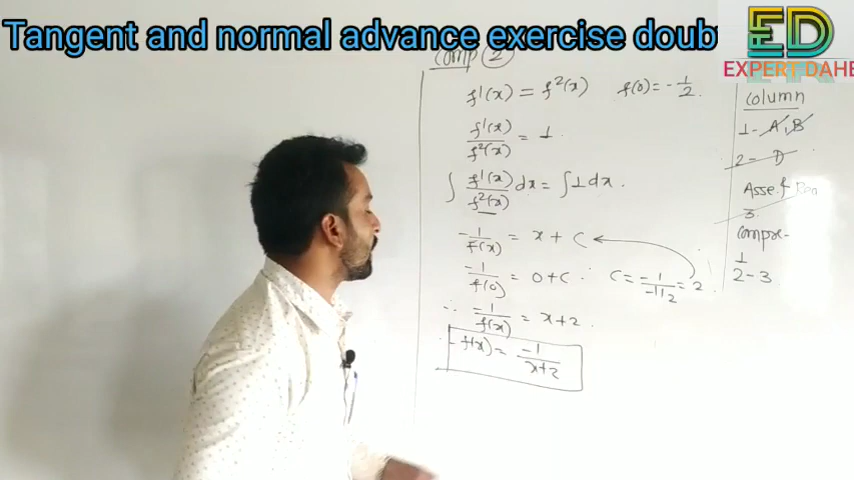 Tangent and normal advance exercise doub
ED
EXPERT DAHE
Comp (2)
f'(x) = f²(x) f(0) = -1/2.
f'(x)/f²(x) = 1.
∫ f'(x)/f²(x) dx = ∫ 1 dx.
-1/f(x) = x + C
-1/f(0) = 0 + C C = -1/-1/2 = 2
∴ -1/f(x) = x+2.
f(x) = -1/x+2
Column
1- A, B
2- D
Asse. &
3.
Compre-
1
2-3